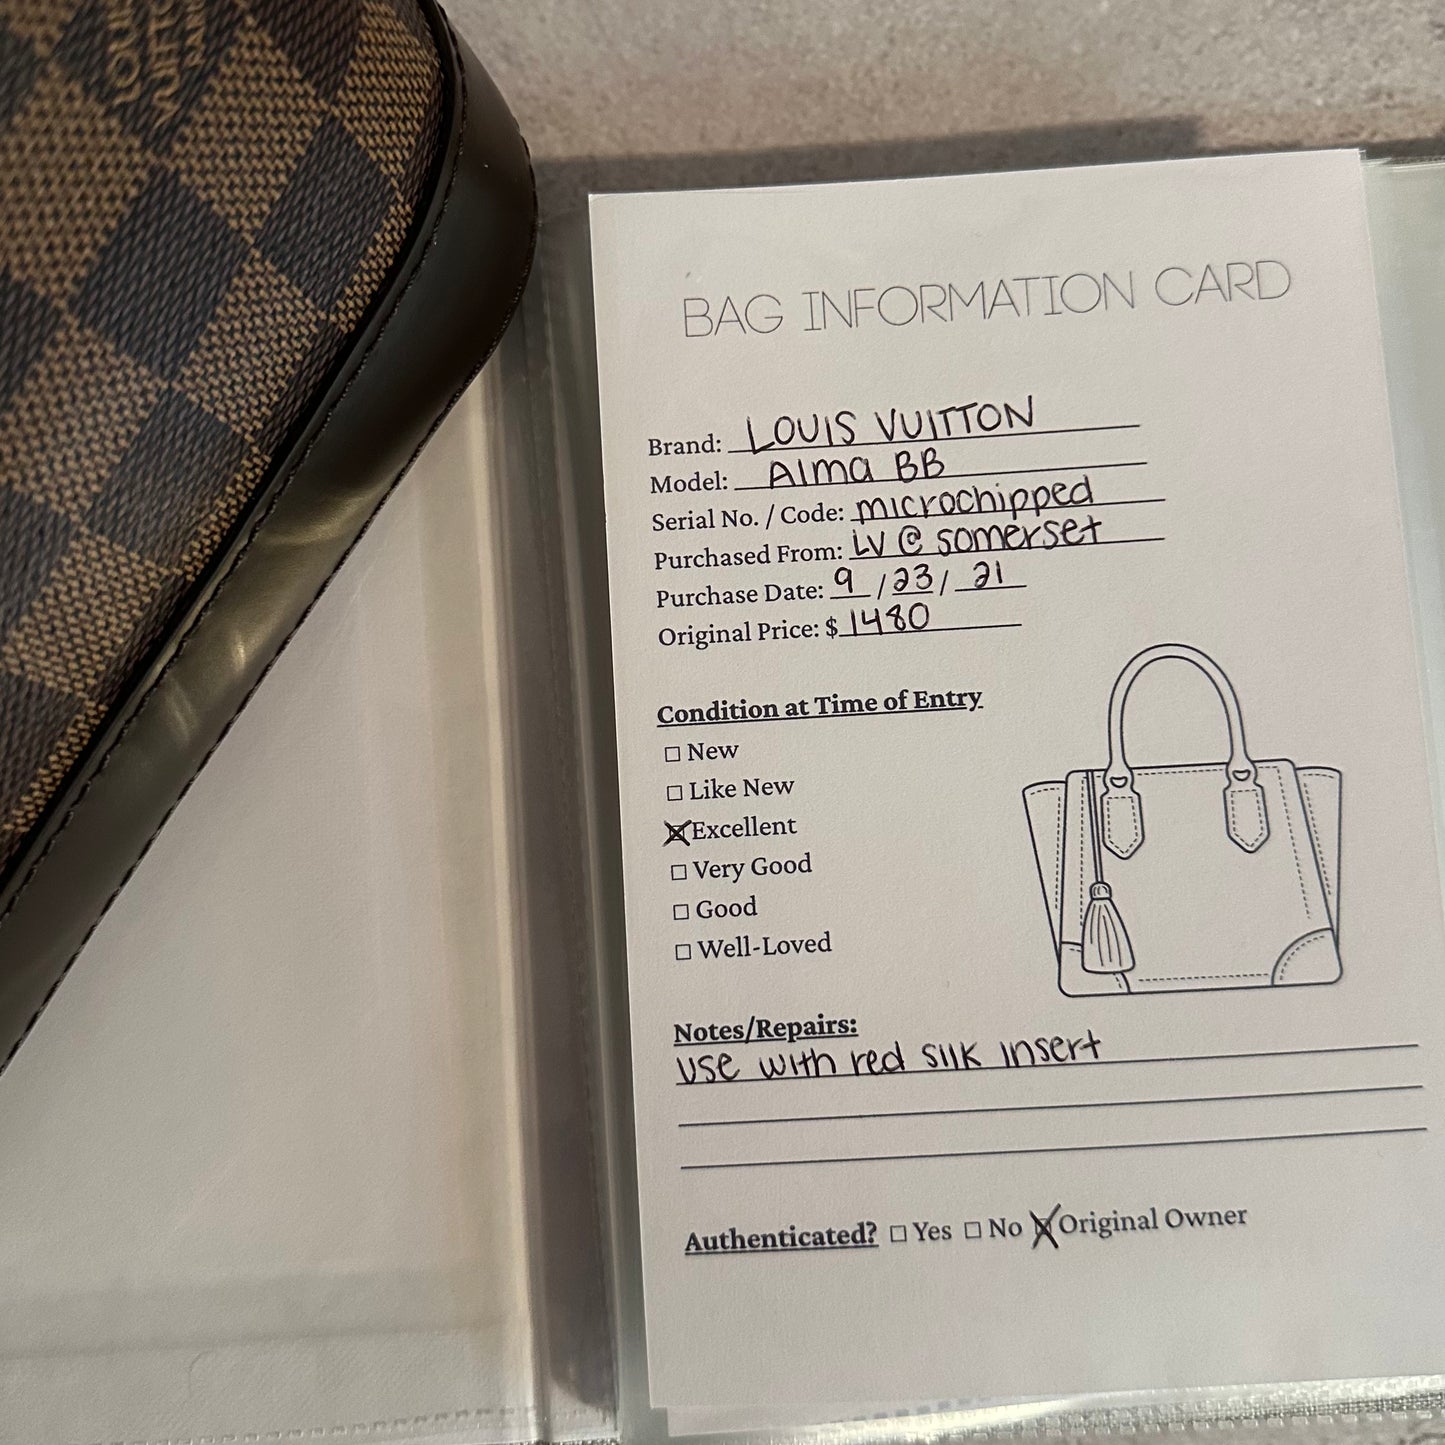 LOUIS VUITTON
BAG INFORMATION CARD
Brand: LOUIS VUITTON
Model: Alma BB
Serial No. / Code: microchipped
Purchased From: LV @ somerset
Purchase Date: 9 / 23 / 21
Original Price: $ 1480
Condition at Time of Entry
☐ New
☐ Like New
☒ Excellent
☐ Very Good
☐ Good
☐ Well-Loved
Notes/Repairs:
use with red silk insert
Authenticated? ☐ Yes ☐ No ☒ Original Owner